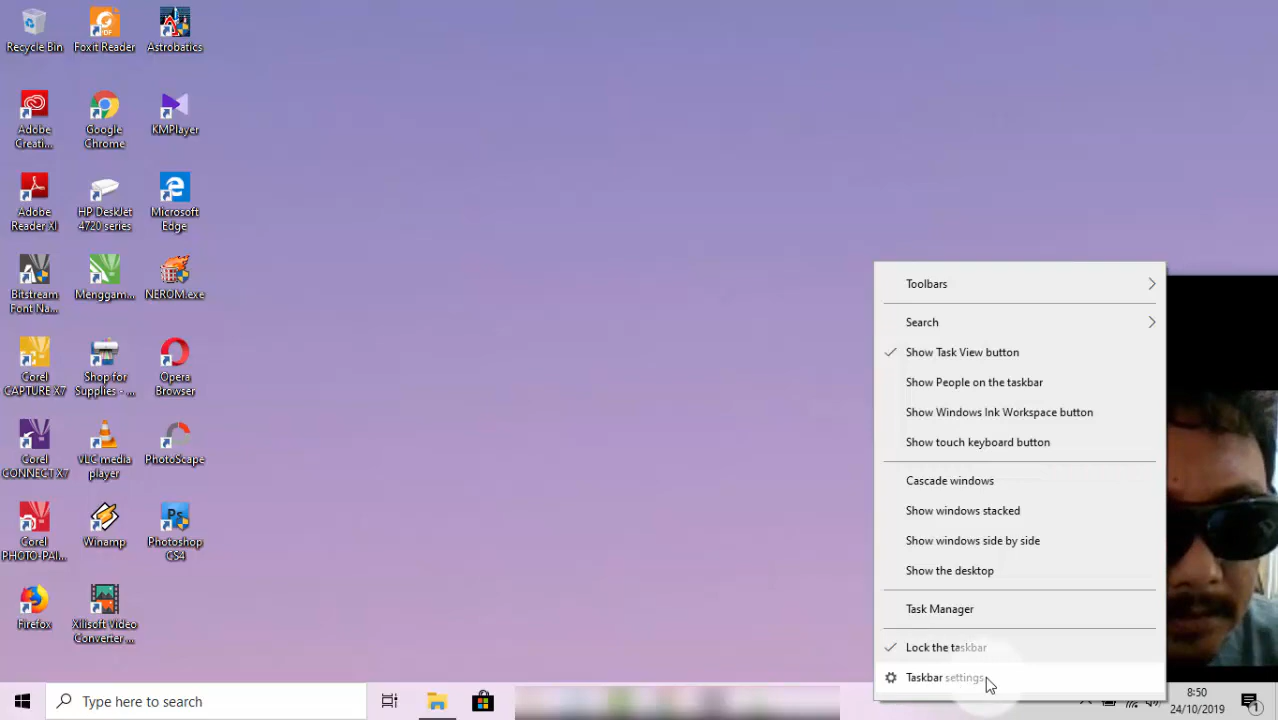 Recycle Bin
Foxit Reader
Astrobatics
Adobe
Creati...
Google
Chrome
KMPlayer
Adobe
Reader XI
HP DeskJet
4720 series
Microsoft
Edge
Bitstream
Font Na...
Menggam...
NEROM.exe
Corel
CAPTURE X7
Shop for
Supplies - ...
Opera
Browser
Corel
CONNECT X7
VLC media
player
PhotoScape
Corel
PHOTO-PAI...
Winamp
Photoshop
CS4
Firefox
Xilisoft Video
Converter ...
Toolbars
Search
Show Task View button
Show People on the taskbar
Show Windows Ink Workspace button
Show touch keyboard button
Cascade windows
Show windows stacked
Show windows side by side
Show the desktop
Task Manager
Lock the taskbar
Taskbar settings
Type here to search
8:50
24/10/2019
1